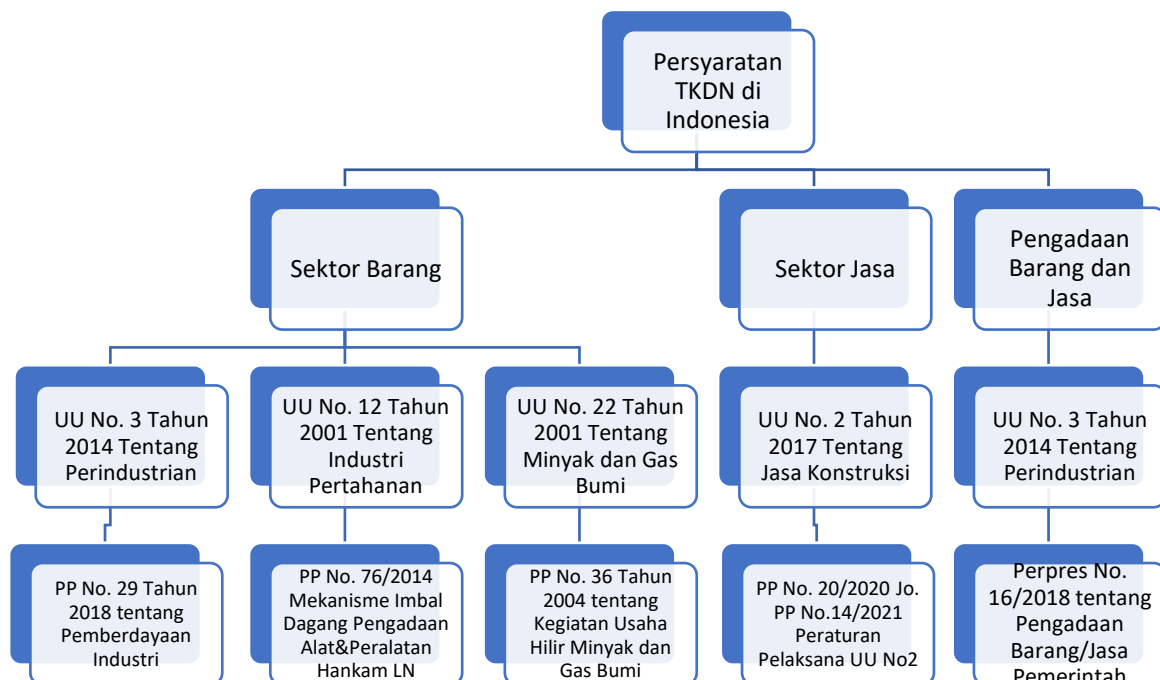 Persyaratan
TKDN di
Indonesia
Sektor Barang
Sektor Jasa
Pengadaan
Barang dan
Jasa
UU No. 3 Tahun
2014 Tentang
Perindustrian
UU No. 12 Tahun
2001 Tentang
Industri
Pertahanan
UU No. 22 Tahun
2001 Tentang
Minyak dan Gas
Bumi
UU No. 2 Tahun
2017 Tentang
Jasa Konstruksi
UU No. 3 Tahun
2014 Tentang
Perindustrian
PP No. 29 Tahun
2018 tentang
Pemberdayaan
Industri
PP No. 76/2014
Mekanisme Imbal
Dagang Pengadaan
Alat&Peralatan
Hankam LN
PP No. 36 Tahun
2004 tentang
Kegiatan Usaha
Hilir Minyak dan
Gas Bumi
PP No. 20/2020 Jo.
PP No.14/2021
Peraturan
Pelaksana UU No2
Perpres No.
16/2018 tentang
Pengadaan
Barang/Jasa
Pemerintah